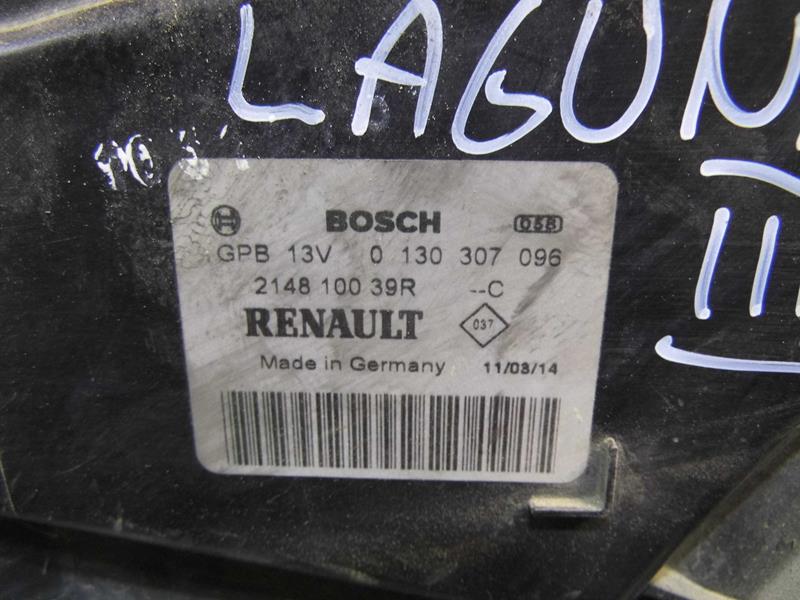 LAGUN
III
BOSCH 05B
GPB 13V 0 130 307 096
2148 100 39R --C
RENAULT 037
Made in Germany 11/03/14